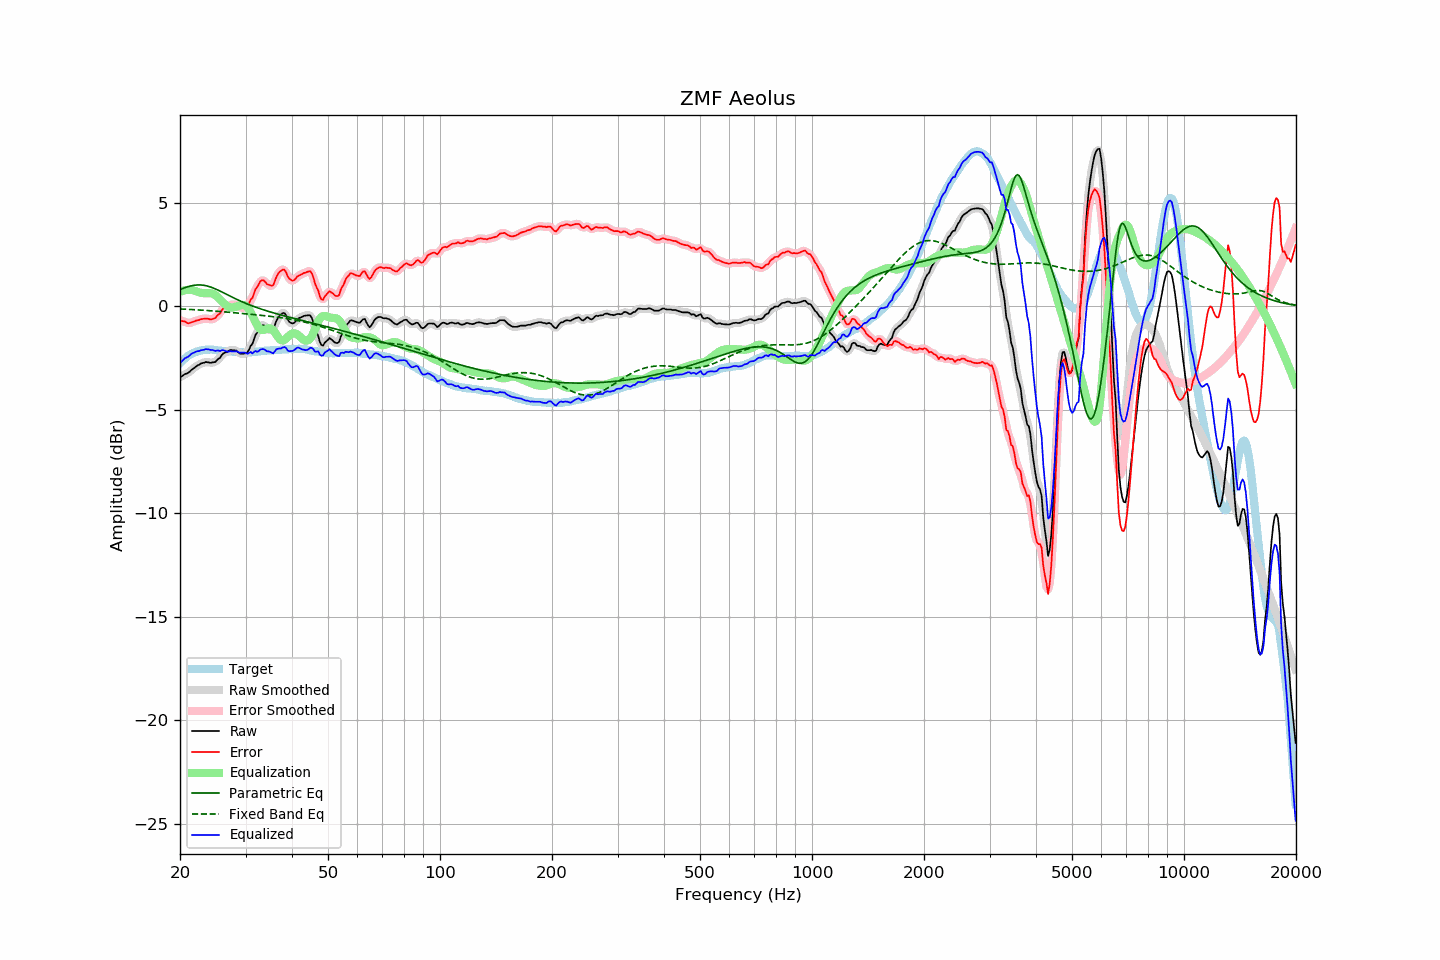 ZMF Aeolus
Amplitude (dBr)
5
0
−5
−10
−15
−20
−25
Target
Raw Smoothed
Error Smoothed
Raw
Error
Equalization
Parametric Eq
Fixed Band Eq
Equalized
20 50 100 200 500 1000 2000 5000 10000 20000
Frequency (Hz)